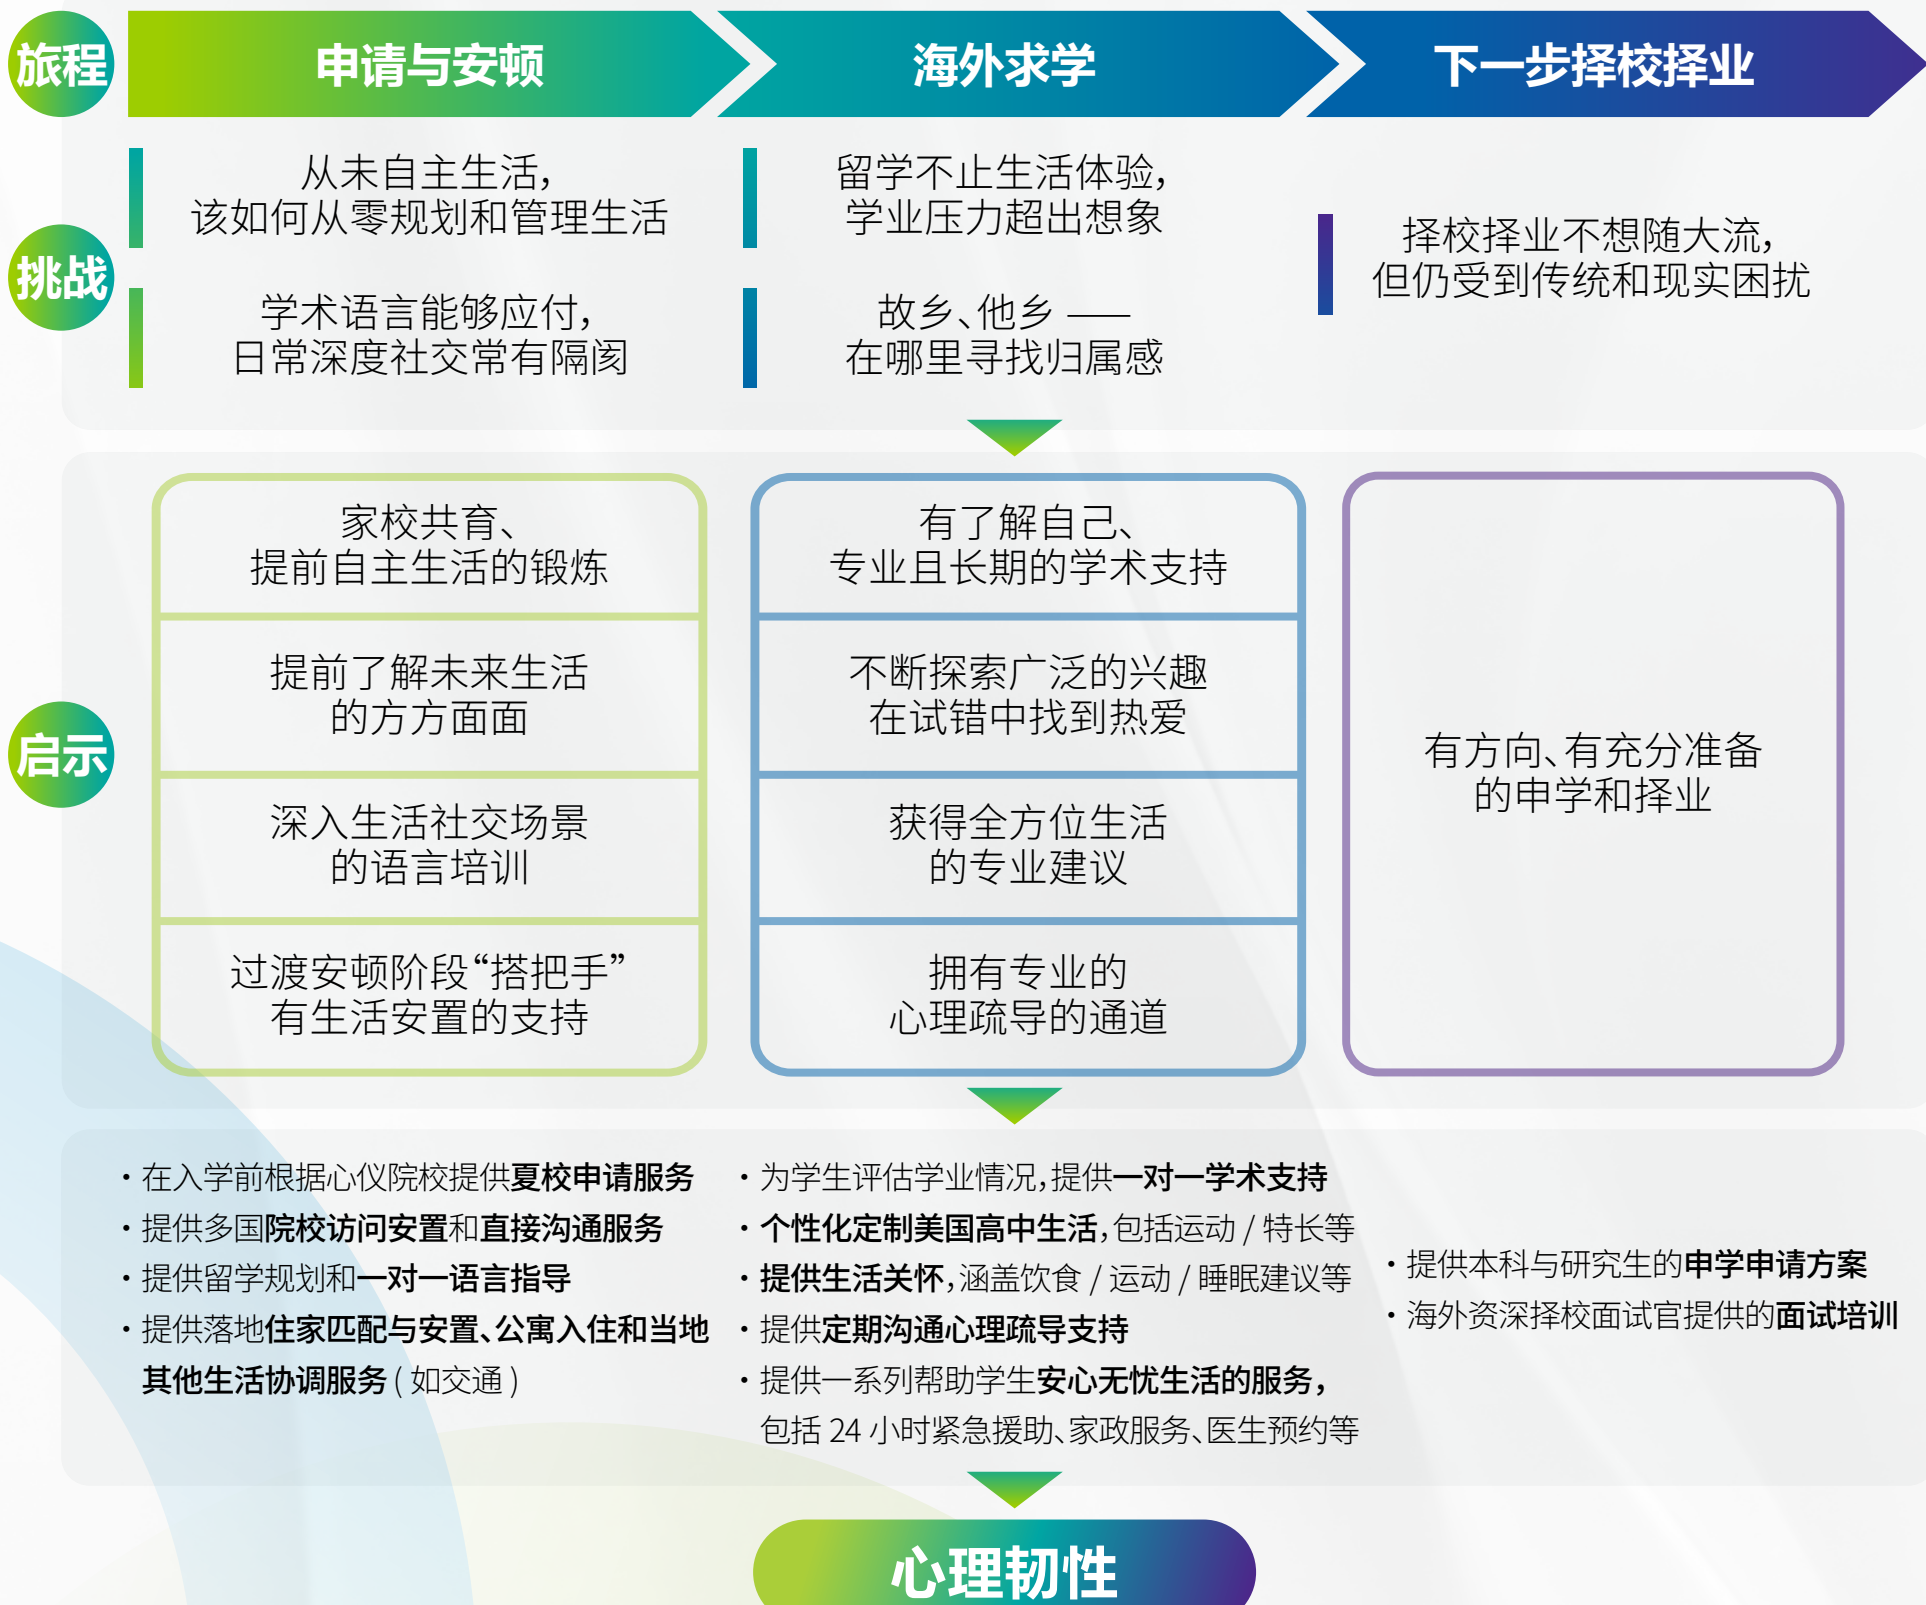 旅程
申请与安顿
海外求学
下一步择校择业
挑战
从未自主生活,
该如何从零规划和管理生活
学术语言能够应付,
日常深度社交常有隔阂
留学不止生活体验,
学业压力超出想象
故乡、他乡 ——
在哪里寻找归属感
择校择业不想随大流,
但仍受到传统和现实困扰
启示
家校共育、
提前自主生活的锻炼
提前了解未来生活
的方方面面
深入生活社交场景
的语言培训
过渡安顿阶段“搭把手”
有生活安置的支持
有了解自己、
专业且长期的学术支持
不断探索广泛的兴趣
在试错中找到热爱
获得全方位生活
的专业建议
拥有专业的
心理疏导的通道
有方向、有充分准备
的申学和择业
・在入学前根据心仪院校提供夏校申请服务
・提供多国院校访问安置和直接沟通服务
・提供留学规划和一对一语言指导
・提供落地住家匹配与安置、公寓入住和当地
其他生活协调服务 ( 如交通 )
・为学生评估学业情况,提供一对一学术支持
・个性化定制美国高中生活,包括运动 / 特长等
・提供生活关怀,涵盖饮食 / 运动 / 睡眠建议等
・提供定期沟通心理疏导支持
・提供一系列帮助学生安心无忧生活的服务,
包括 24 小时紧急援助、家政服务、医生预约等
・提供本科与研究生的申学申请方案
・海外资深择校面试官提供的面试培训
心理韧性